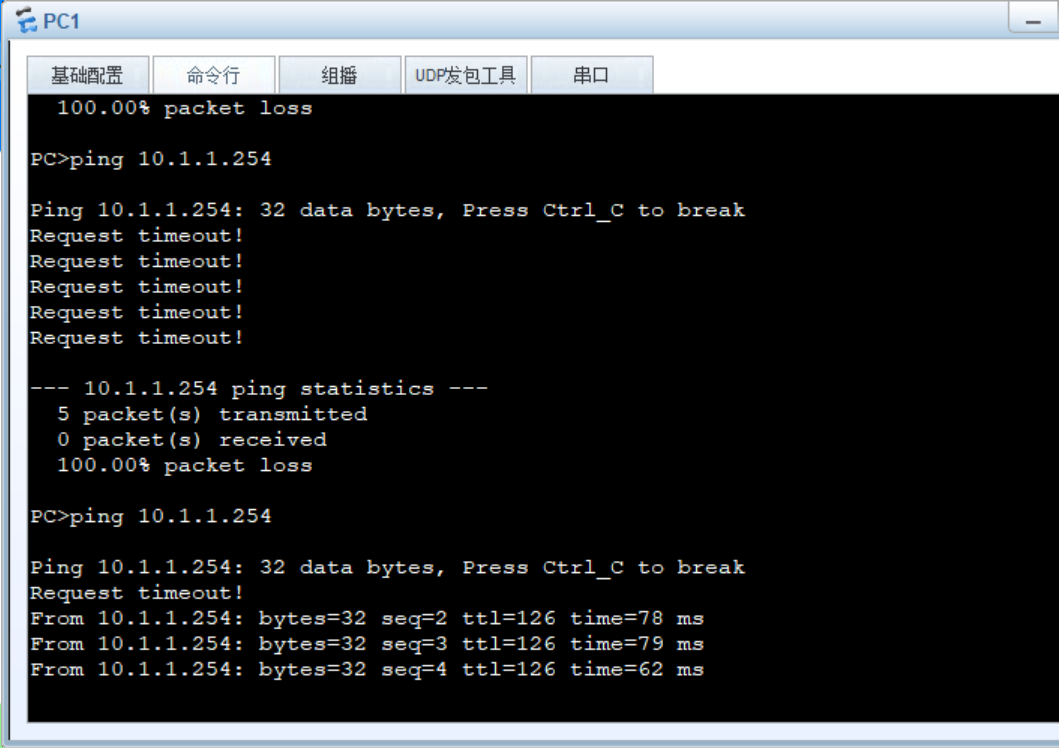 PC1
基础配置 命令行 组播 UDP发包工具 串口
100.00% packet loss
PC>ping 10.1.1.254
Ping 10.1.1.254: 32 data bytes, Press Ctrl_C to break
Request timeout!
Request timeout!
Request timeout!
Request timeout!
Request timeout!
--- 10.1.1.254 ping statistics ---
5 packet(s) transmitted
0 packet(s) received
100.00% packet loss
PC>ping 10.1.1.254
Ping 10.1.1.254: 32 data bytes, Press Ctrl_C to break
Request timeout!
From 10.1.1.254: bytes=32 seq=2 ttl=126 time=78 ms
From 10.1.1.254: bytes=32 seq=3 ttl=126 time=79 ms
From 10.1.1.254: bytes=32 seq=4 ttl=126 time=62 ms